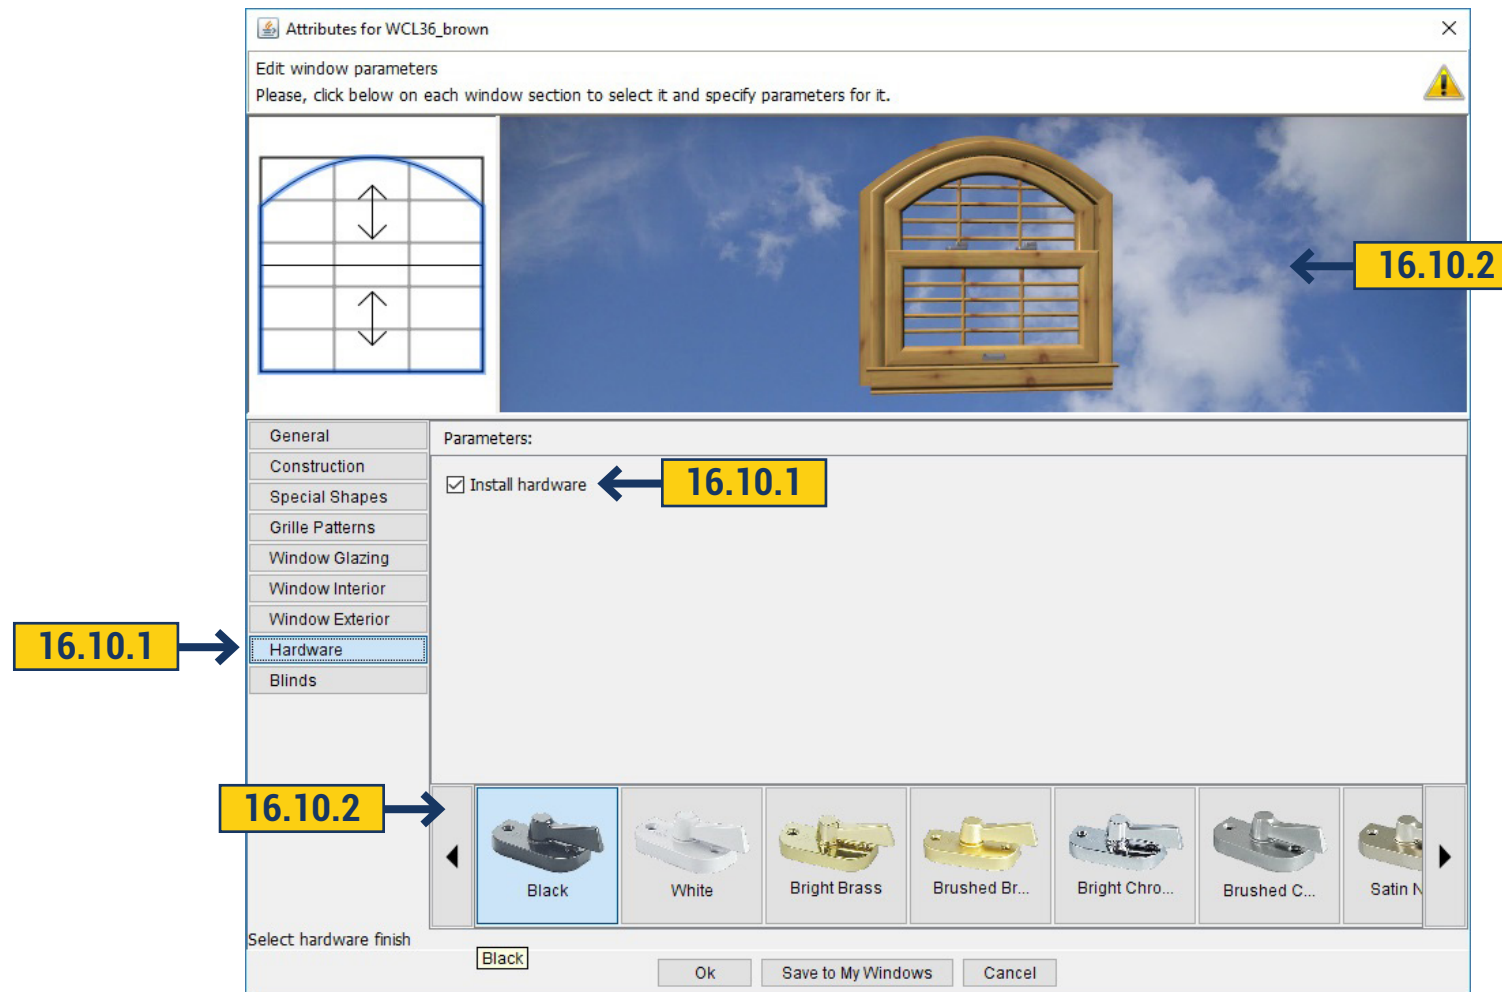 Attributes for WCL36_brown
Edit window parameters
Please, click below on each window section to select it and specify parameters for it.
16.10.2
General
Construction
Special Shapes
Grille Patterns
Window Glazing
Window Interior
Window Exterior
Hardware
Blinds
16.10.1
Parameters:
Install hardware
16.10.1
16.10.2
Black
White
Bright Brass
Brushed Br...
Bright Chro...
Brushed C...
Satin N
Select hardware finish
Black
Ok
Save to My Windows
Cancel